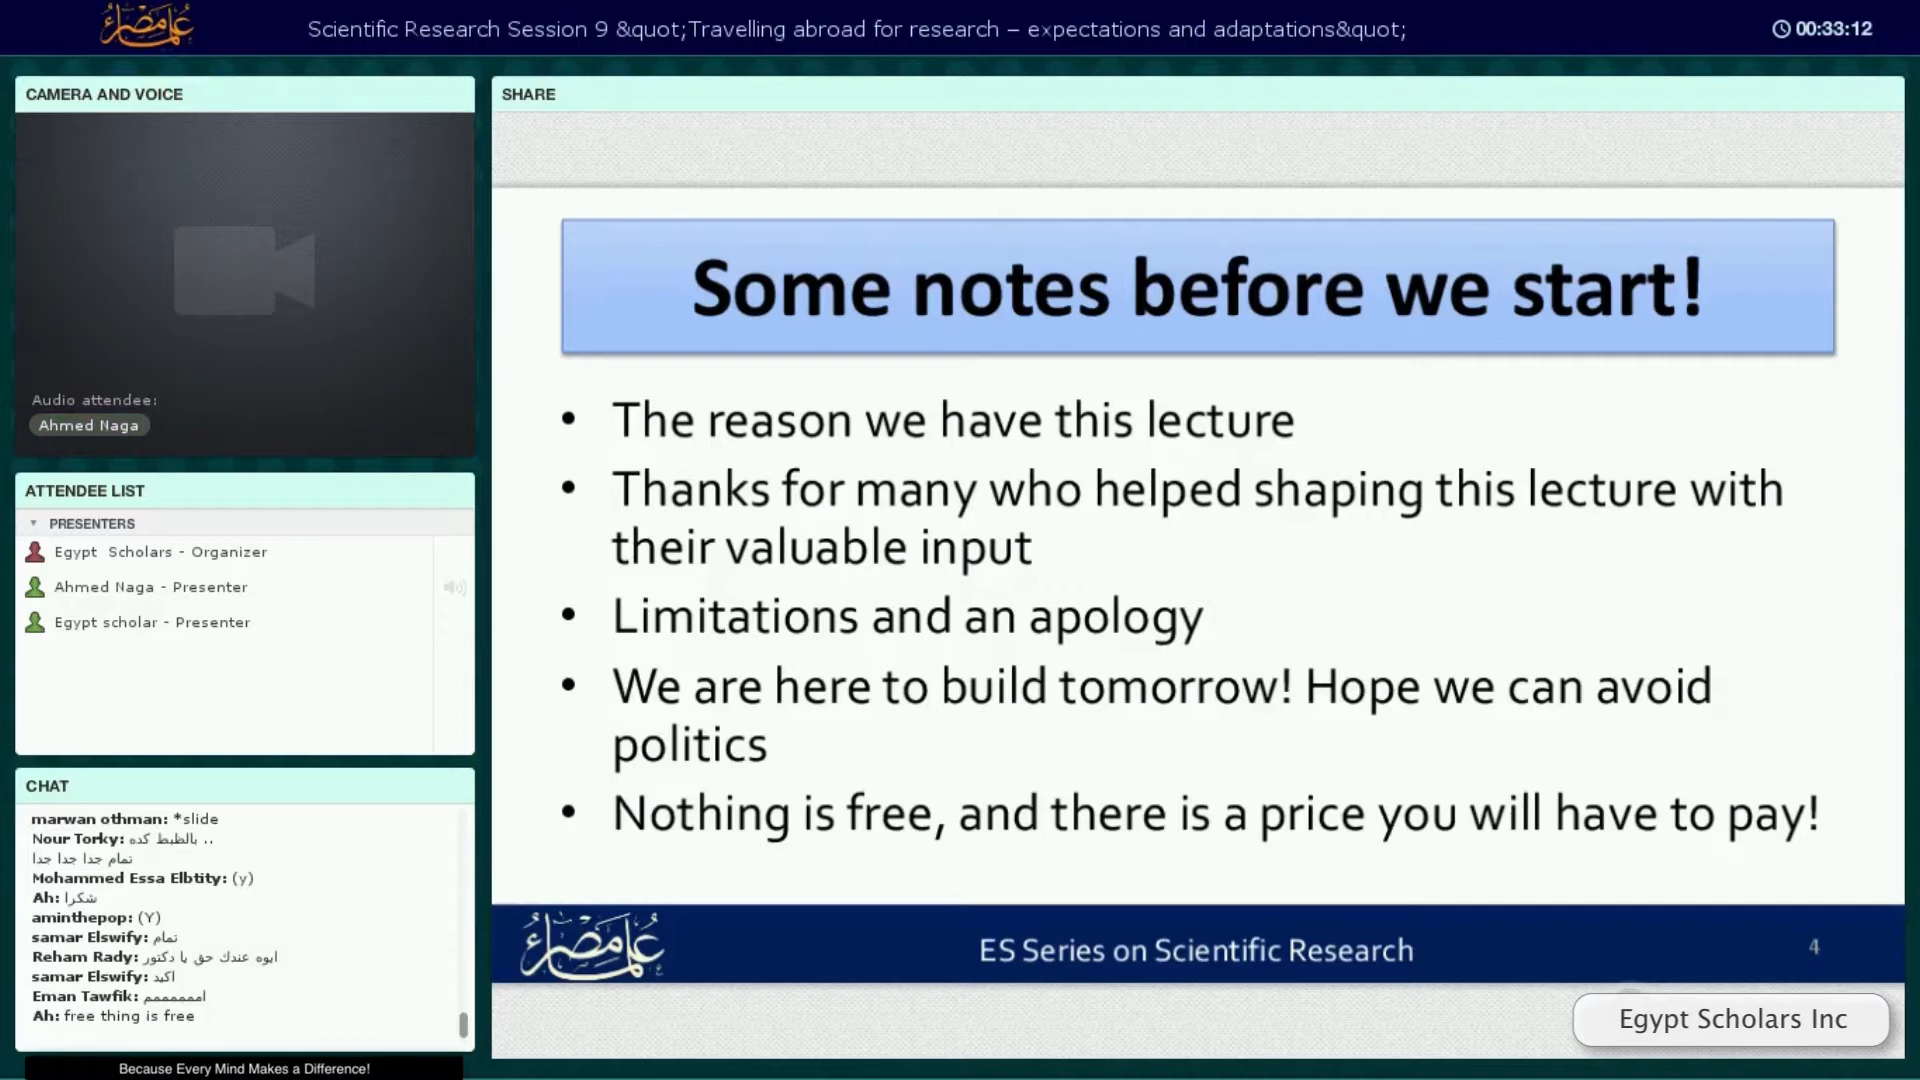 علماء مصر
Scientific Research Session 9 &quot;Travelling abroad for research – expectations and adaptations&quot;
00:33:12
CAMERA AND VOICE
Audio attendee:
Ahmed Naga
ATTENDEE LIST
PRESENTERS
Egypt Scholars - Organizer
Ahmed Naga - Presenter
Egypt scholar - Presenter
CHAT
marwan othman: *slide
Nour Torky: بالظبط كده ..
تمام جدا جدا جدا
Mohammed Essa Elbtity: (y)
Ah: شكرا
aminthepop: (Y)
samar Elswify: تمام
Reham Rady: ايوه عندك حق يا دكتور
samar Elswify: اكيد
Eman Tawfik: اممممممم
Ah: free thing is free
Because Every Mind Makes a Difference!
SHARE
Some notes before we start!
• The reason we have this lecture
• Thanks for many who helped shaping this lecture with
their valuable input
• Limitations and an apology
• We are here to build tomorrow! Hope we can avoid
politics
• Nothing is free, and there is a price you will have to pay!
علماء مصر
ES Series on Scientific Research
4
Egypt Scholars Inc